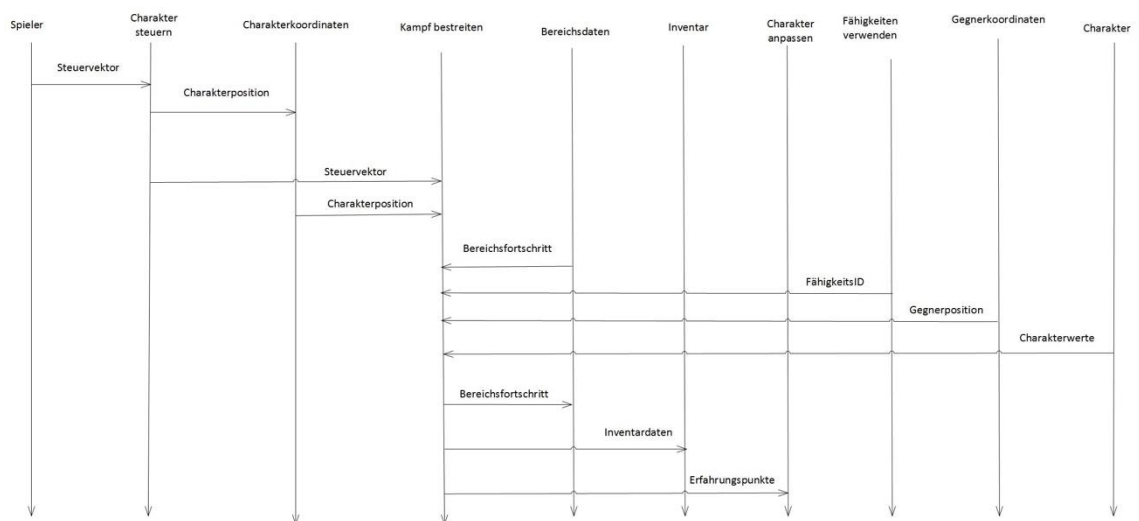 Spieler
Charakter
steuern
Charakterkoordinaten
Kampf bestreiten
Bereichsdaten
Inventar
Charakter
anpassen
Fähigkeiten
verwenden
Gegnerkoordinaten
Charakter
Steuervektor
Charakterposition
Steuervektor
Charakterposition
Bereichsfortschritt
FähigkeitsID
Gegnerposition
Charakterwerte
Bereichsfortschritt
Inventardaten
Erfahrungspunkte